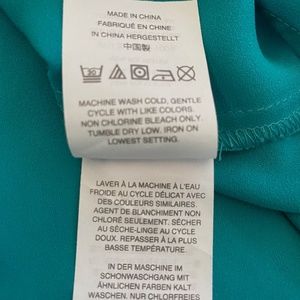 MADE IN CHINA
FABRIQUÉ EN CHINE
IN CHINA HERGESTELLT
中国製
30
MACHINE WASH COLD, GENTLE
CYCLE WITH LIKE COLORS.
NON CHLORINE BLEACH ONLY.
TUMBLE DRY LOW. IRON ON
LOWEST SETTING.
LAVER À LA MACHINE À L'EAU
FROIDE AU CYCLE DÉLICAT AVEC
DES COULEURS SIMILAIRES.
AGENT DE BLANCHIMENT NON
CHLORÉ SEULEMENT. SÉCHER
AU SÈCHE-LINGE AU CYCLE
DOUX. REPASSER À LA PLUS
BASSE TEMPÉRATURE.
IN DER MASCHIM IM
SCHONWASCHGANG MIT
ÄHNLICHEN FARBEN KALT
WASCHEN. NUR CHLORFREIES